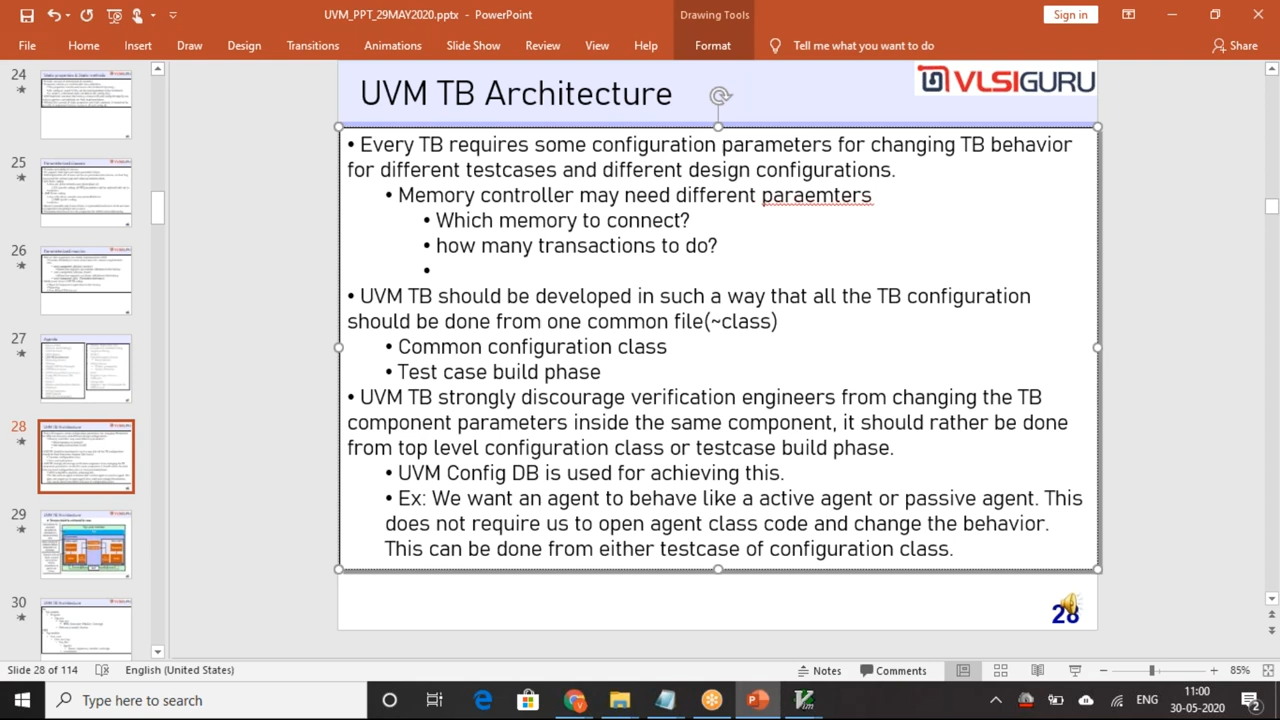 UVM_PPT_29MAY2020.pptx - PowerPoint
Drawing Tools
Sign in
File
Home
Insert
Draw
Design
Transitions
Animations
Slide Show
Review
View
Help
Format
Tell me what you want to do
Share
24
25
26
27
28
29
30
UVM TB Architecture
VLSIGURU
• Every TB requires some configuration parameters for changing TB behavior
for different testcases and different design configurations.
• Memory controller may need different paraemters
• Which memory to connect?
• how many transactions to do?
•
• UVM TB should be developed in such a way that all the TB configuration
should be done from one common file(~class)
• Common configuration class
• Test case build phase
• UVM TB strongly discourage verification engineers from changing the TB
component parameters inside the same component, it should rather be done
from top level configuration class or testcase build phase.
• UVM Config DB is used for achieving this.
• Ex: We want an agent to behave like a active agent or passive agent. This
does not require us to open agent class code and change the behavior.
This can be done from either testcase if configuration class.
28
Slide 28 of 114
English (United States)
Notes
Comments
85%
Type here to search
ENG
11:00
30-05-2020
2